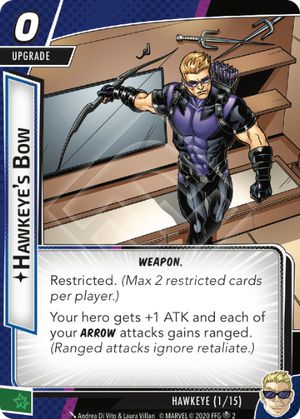 0
UPGRADE
✦HAWKEYE'S BOW
WEAPON.
Restricted. (Max 2 restricted cards
per player.)
Your hero gets +1 ATK and each of
your ARROW attacks gains ranged.
(Ranged attacks ignore retaliate.)
HAWKEYE (1/15)
Andrea Di Vito & Laura Villari © MARVEL © 2020 FFG 2